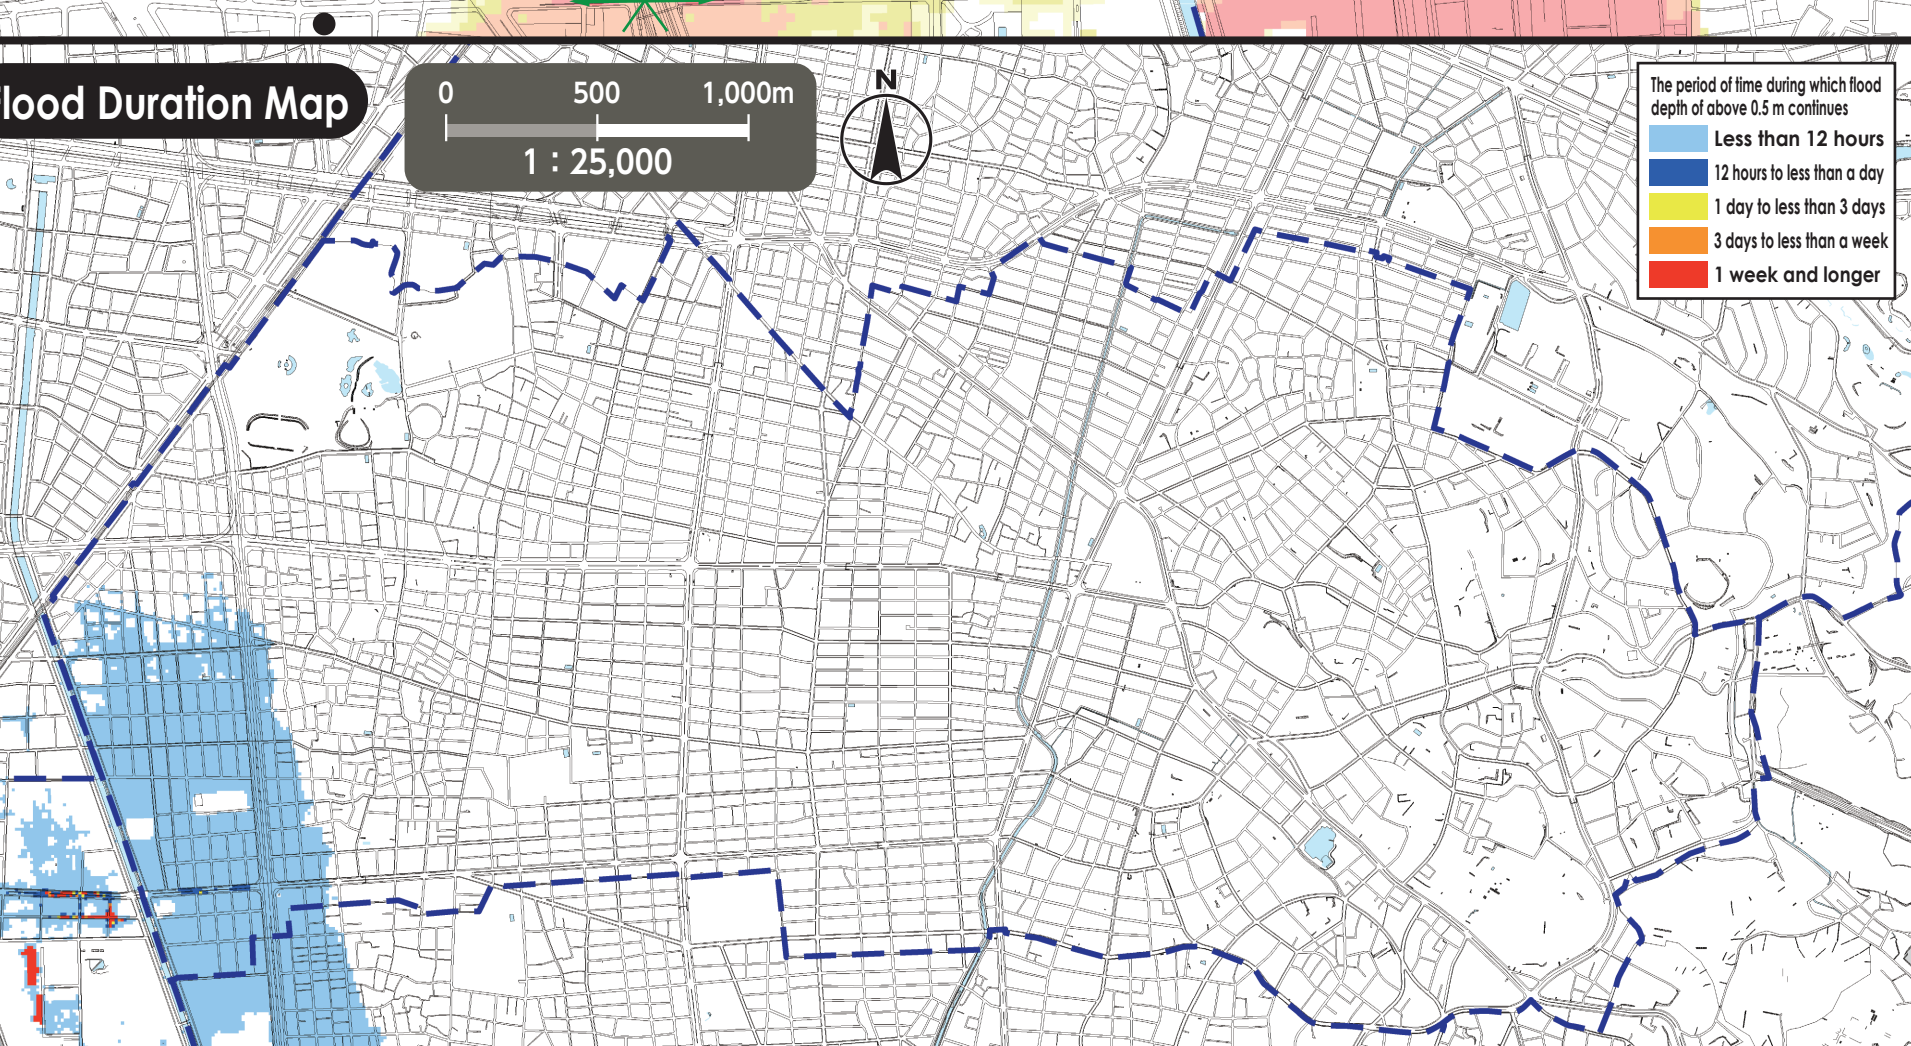 lood Duration Map
0 500 1,000m
1 : 25,000
N
The period of time during which flood
depth of above 0.5 m continues
Less than 12 hours
12 hours to less than a day
1 day to less than 3 days
3 days to less than a week
1 week and longer